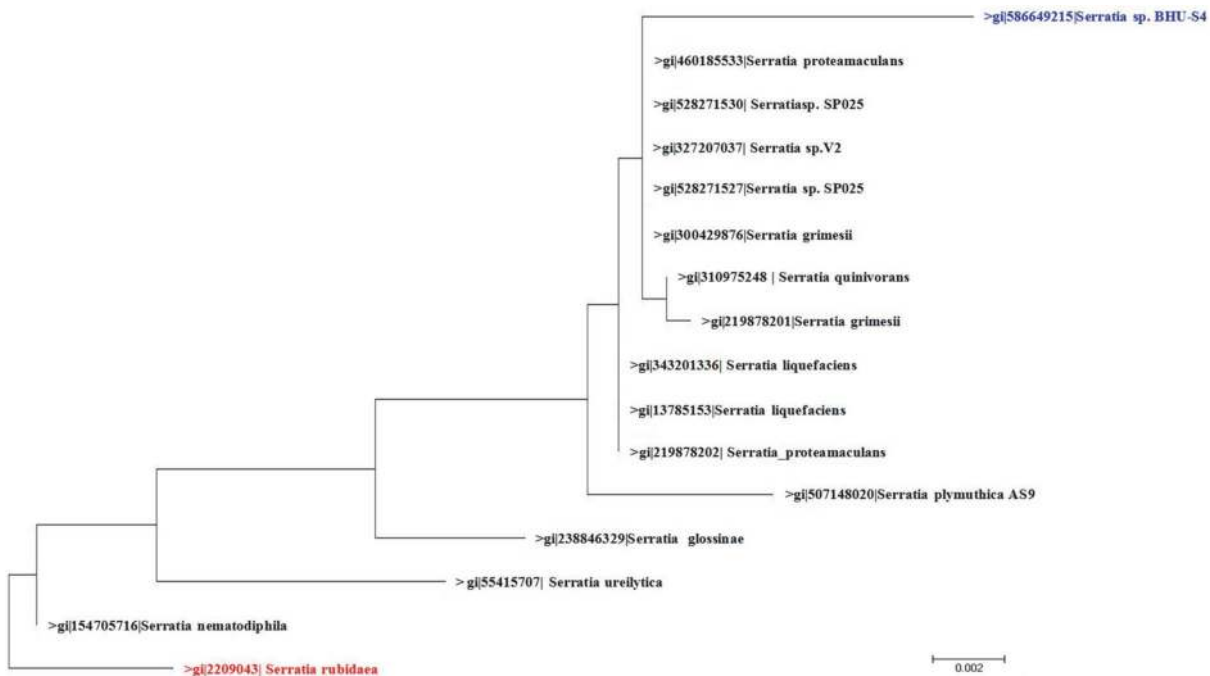 >gi|586649215|Serratia sp. BHU-S4
>gi|460185533|Serratia proteamaculans
>gi|528271530| Serratiasp. SP025
>gi|327207037| Serratia sp.V2
>gi|528271527|Serratia sp. SP025
>gi|300429876|Serratia grimesii
>gi|310975248 | Serratia quinivorans
>gi|219878201|Serratia grimesii
>gi|343201336| Serratia liquefaciens
>gi|13785153|Serratia liquefaciens
>gi|219878202| Serratia_proteamaculans
>gi|507148020|Serratia plymuthica AS9
>gi|238846329|Serratia glossinae
> gi|55415707| Serratia ureilytica
>gi|154705716|Serratia nematodiphila
>gi|2209043| Serratia rubidaea
0.002